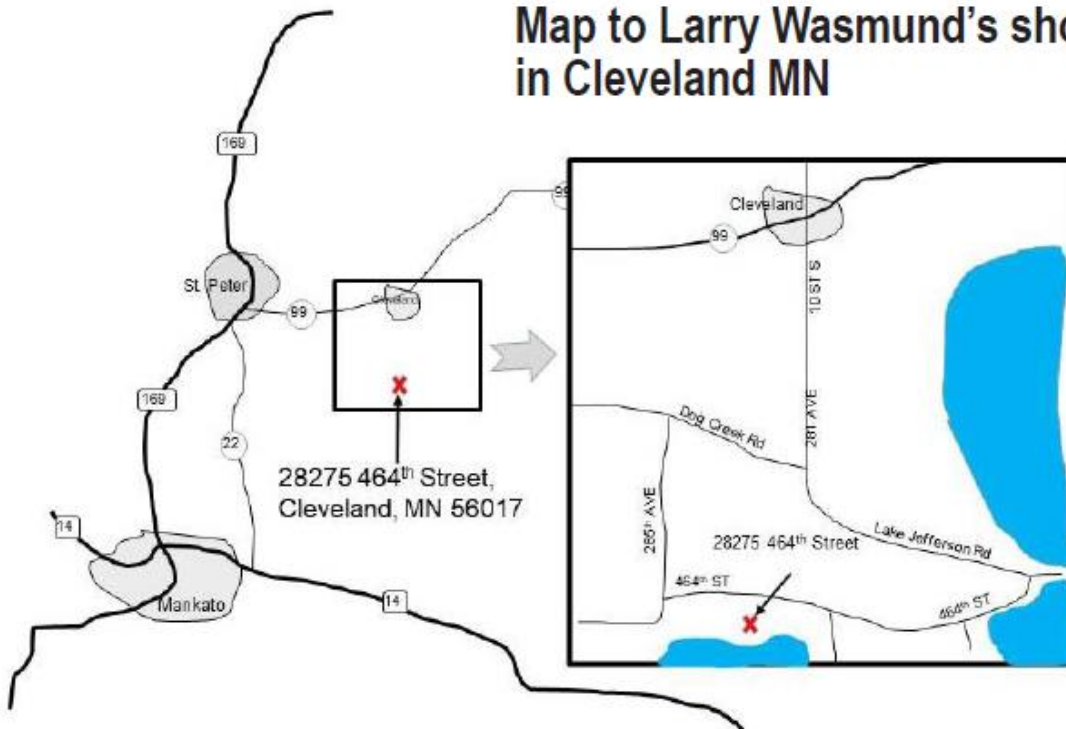 Map to Larry Wasmund's sho
in Cleveland MN
169
St. Peter
99
Cleveland
169
22
28275 464th Street,
Cleveland, MN 56017
14
Mankato
14
Cleveland
99
10 ST S
281 AVE
Dog Creek Rd
285th AVE
28275 464th Street
Lake Jefferson Rd
464th ST
464th ST